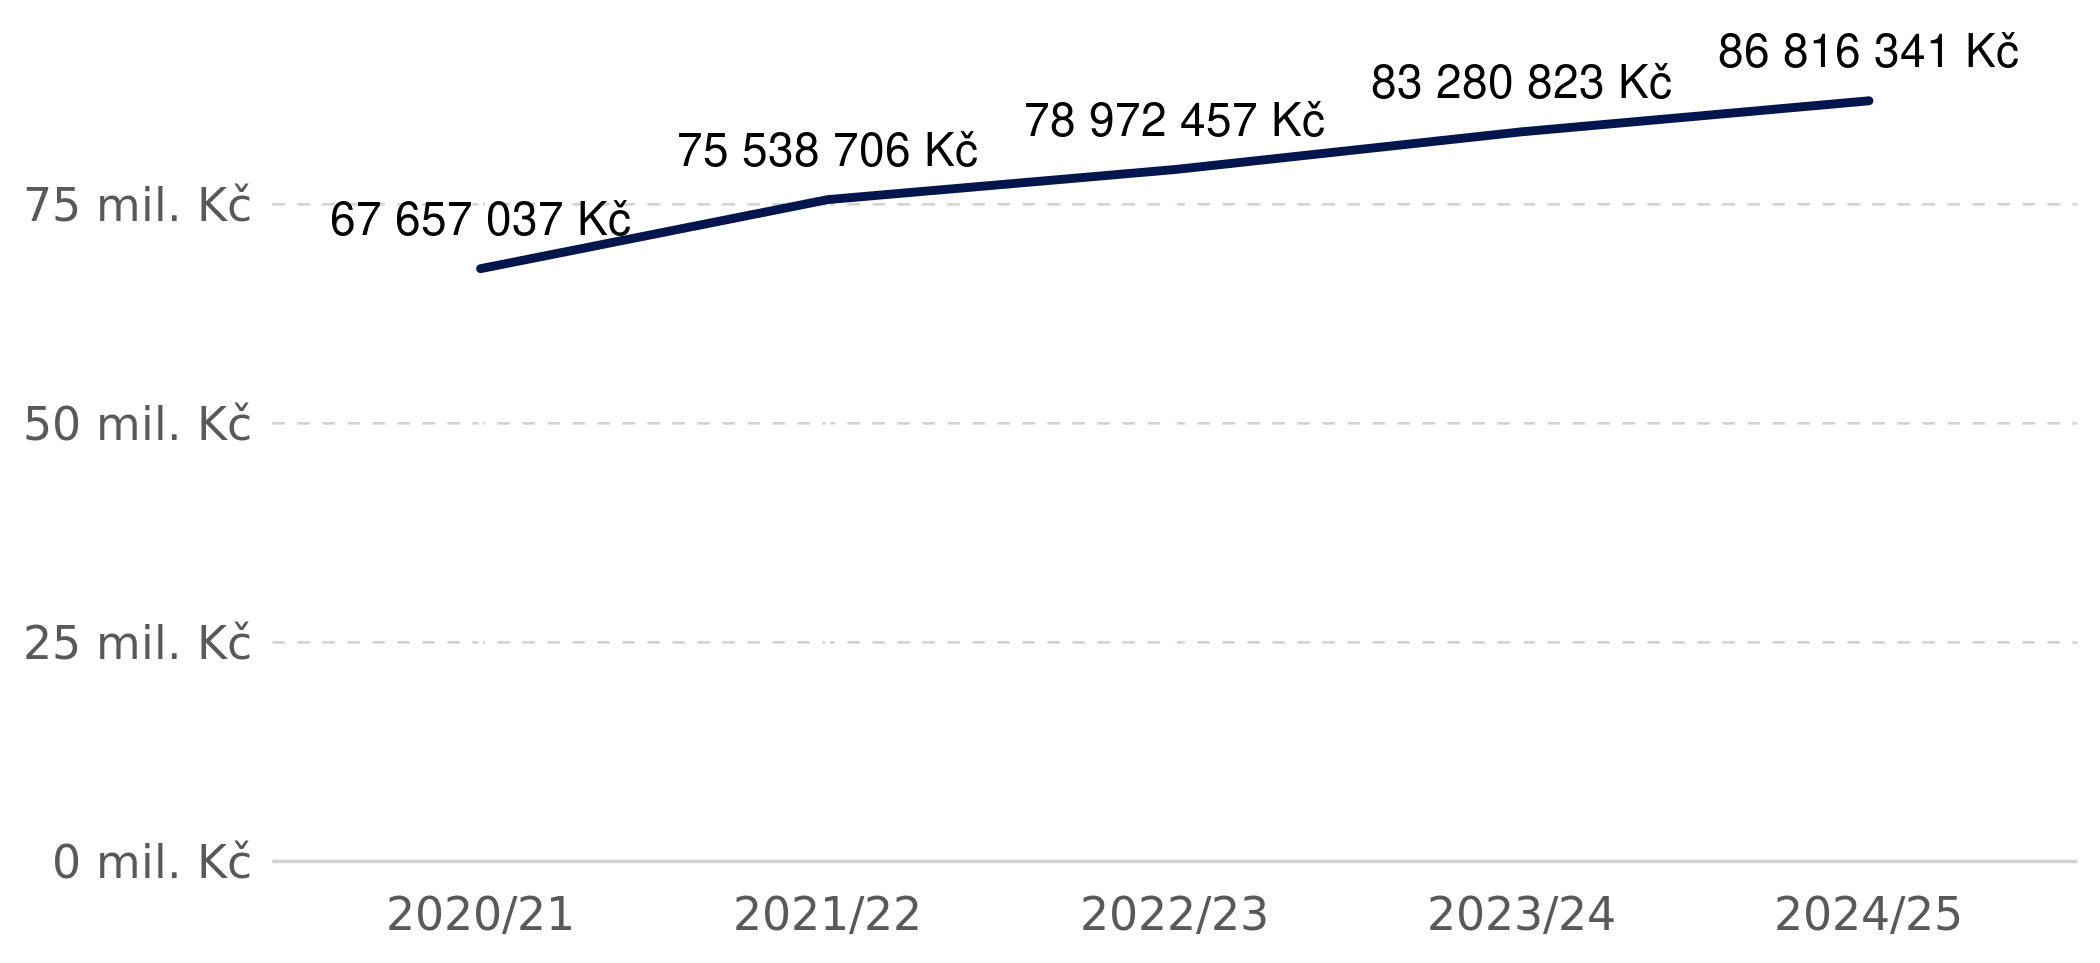 86 816 341 Kč
83 280 823 Kč
78 972 457 Kč
75 538 706 Kč
67 657 037 Kč
75 mil. Kč
50 mil. Kč
25 mil. Kč
0 mil. Kč
2020/21 2021/22 2022/23 2023/24 2024/25